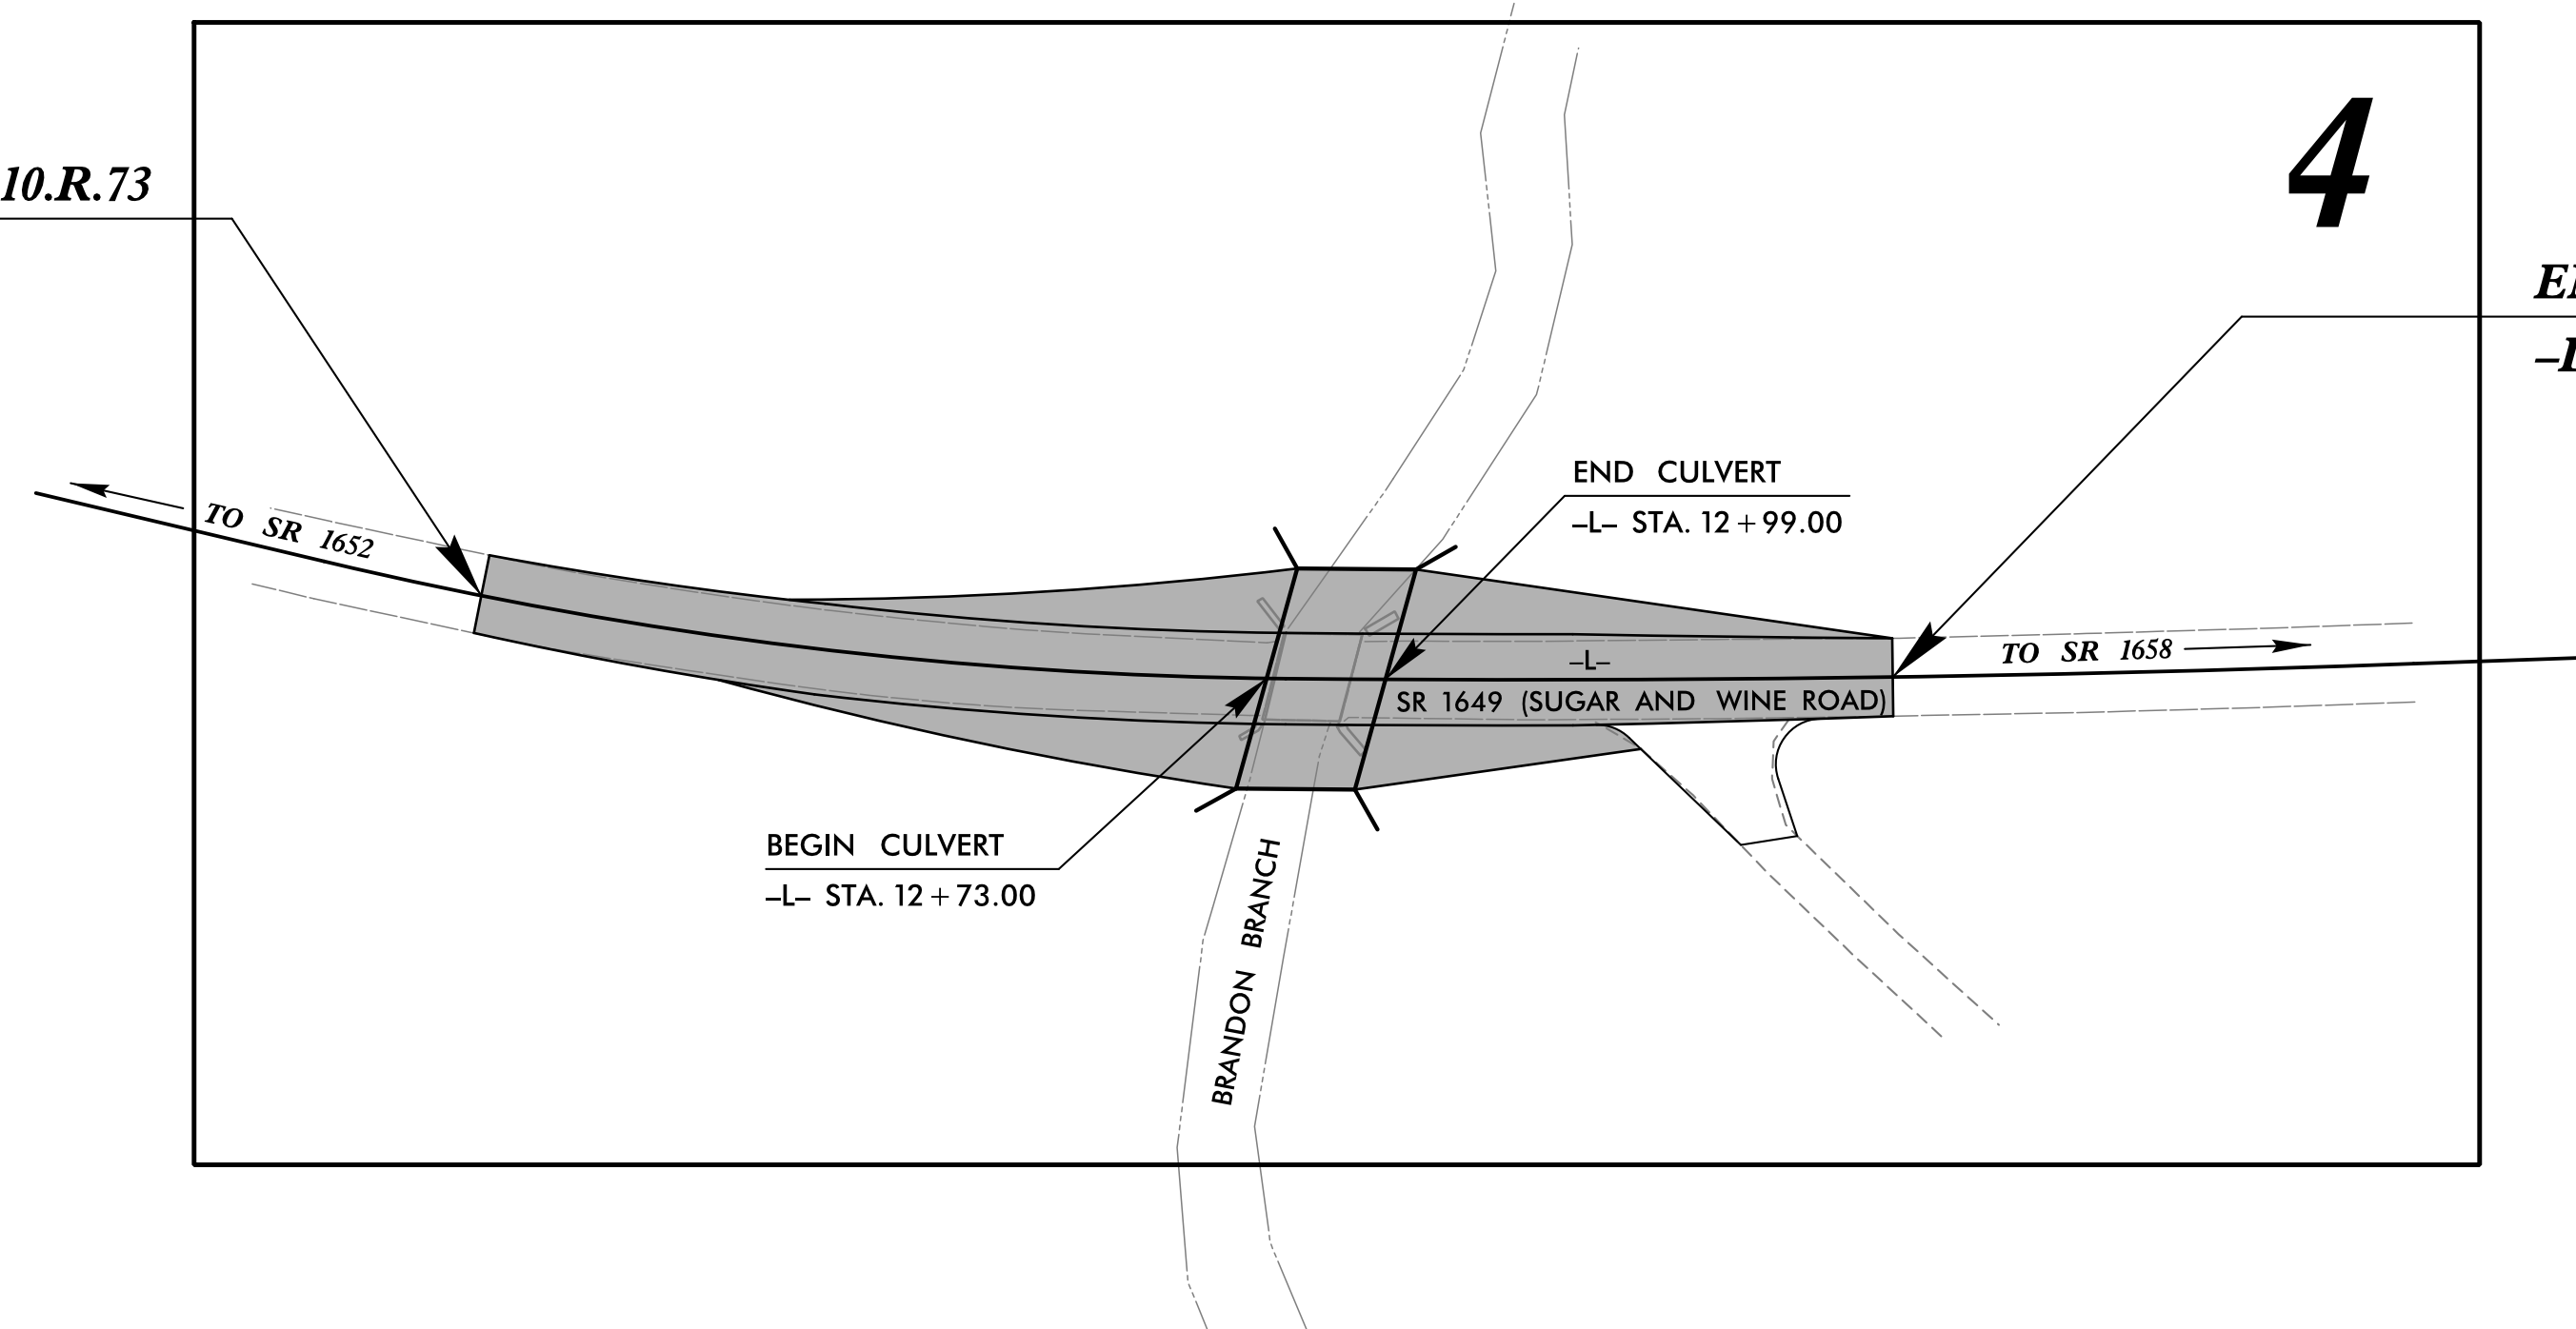 4
10.R.73
TO SR 1652
END CULVERT
–L– STA. 12+99.00
–L–
SR 1649 (SUGAR AND WINE ROAD)
TO SR 1658
BEGIN CULVERT
–L– STA. 12+73.00
BRANDON BRANCH